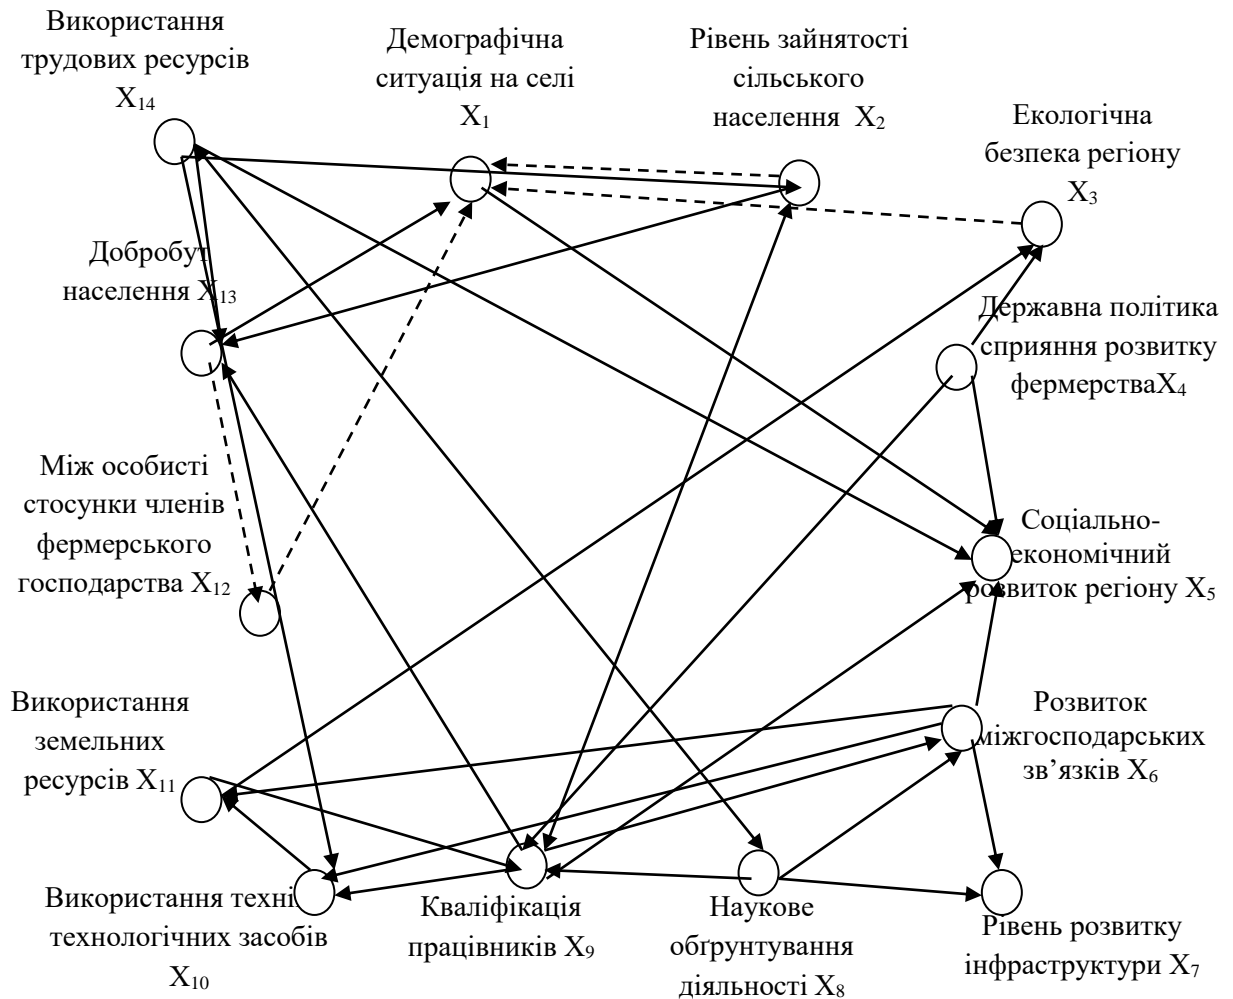 Використання
трудових ресурсів
X14
Демографічна
ситуація на селі
X1
Рівень зайнятості
сільського
населення X2
Екологічна
безпека регіону
X3
Добробут
населення X13
Державна політика
сприяння розвитку
фермерстваX4
Між особисті
стосунки членів
фермерського
господарства X12
Соціально-
економічний
розвиток регіону X5
Використання
земельних
ресурсів X11
Розвиток
міжгосподарських
зв’язків X6
Використання техні
технологічних засобів
X10
Кваліфікація
працівників X9
Наукове
обґрунтування
діяльності X8
Рівень розвитку
інфраструктури X7